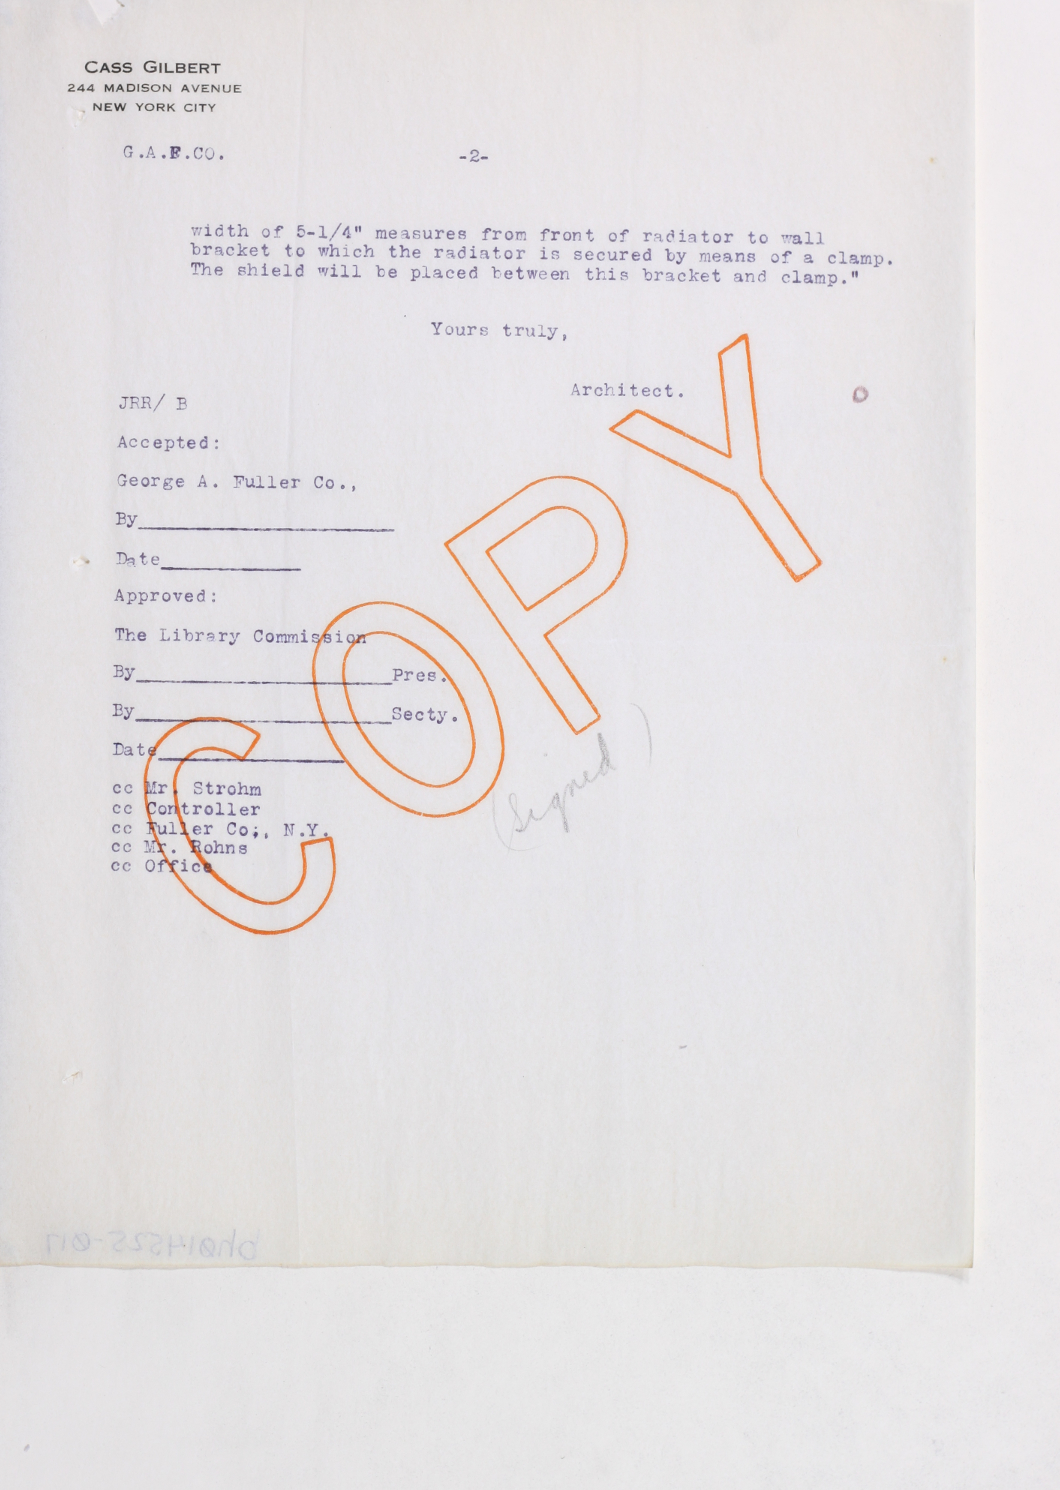 CASS GILBERT
244 MADISON AVENUE
NEW YORK CITY
G.A.F.CO. -2-
width of 5-1/4" measures from front of radiator to wall
bracket to which the radiator is secured by means of a clamp.
The shield will be placed between this bracket and clamp."
Yours truly,
Architect.
JRR/ B
Accepted:
George A. Fuller Co.,
By
Date
Approved:
The Library Commission
By Pres.
By Secty.
Date
cc Mr. Strohm
cc Controller
cc Fuller Co;, N.Y.
cc Mr. Rohns
cc Office
COPY
(Signed )
bh014525-017